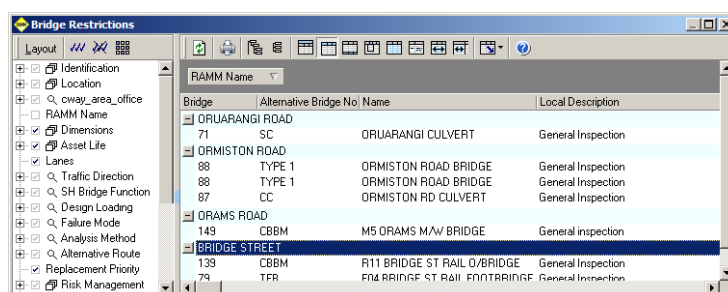 Bridge Restrictions
Layout
Identification
Location
cway_area_office
RAMM Name
Dimensions
Asset Life
Lanes
Traffic Direction
SH Bridge Function
Design Loading
Failure Mode
Analysis Method
Alternative Route
Replacement Priority
Risk Management
RAMM Name
Bridge Alternative Bridge No Name Local Description
ORUARANGI ROAD
71 SC ORUARANGI CULVERT General Inspection
ORMISTON ROAD
88 TYPE 1 ORMISTON ROAD BRIDGE General Inspection
88 TYPE 1 ORMISTON ROAD BRIDGE General Inspection
87 CC ORMISTON RD CULVERT General Inspection
ORAMS ROAD
149 CBBM M5 ORAMS M/W BRIDGE General inspection
BRIDGE STREET
139 CBBM R11 BRIDGE ST RAIL O/BRIDGE General Inspection
79 TFB F04 BRIDGE ST RAIL FOOTBRIDGE General Inspection